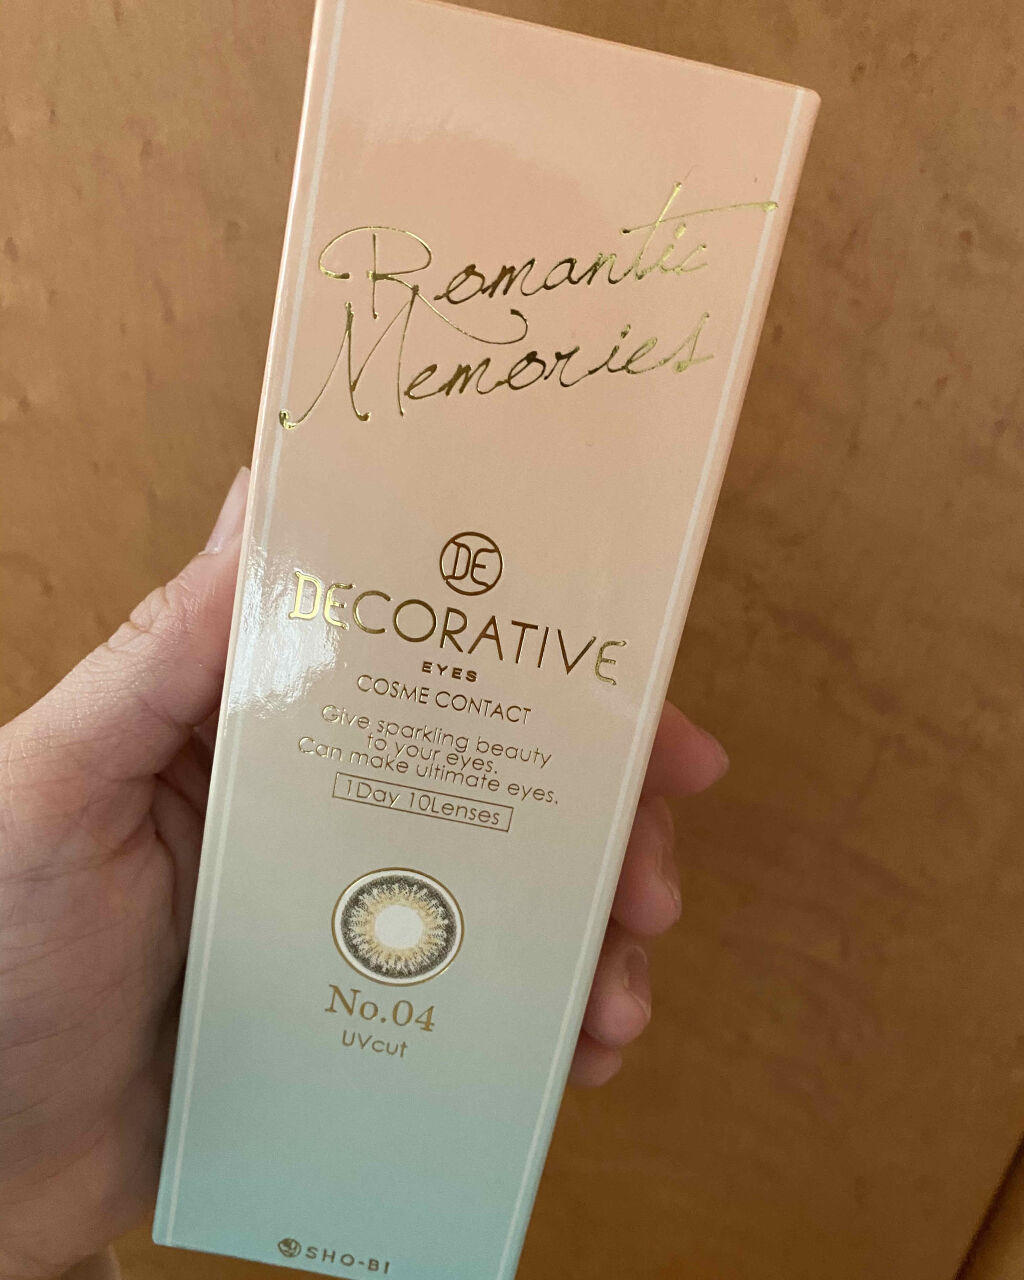 Romantic
Memories
DE
DECORATIVE
EYES
COSME CONTACT
Give sparkling beauty
to your eyes.
Can make ultimate eyes.
1Day 10Lenses
No.04
UVcut
SHO-BI